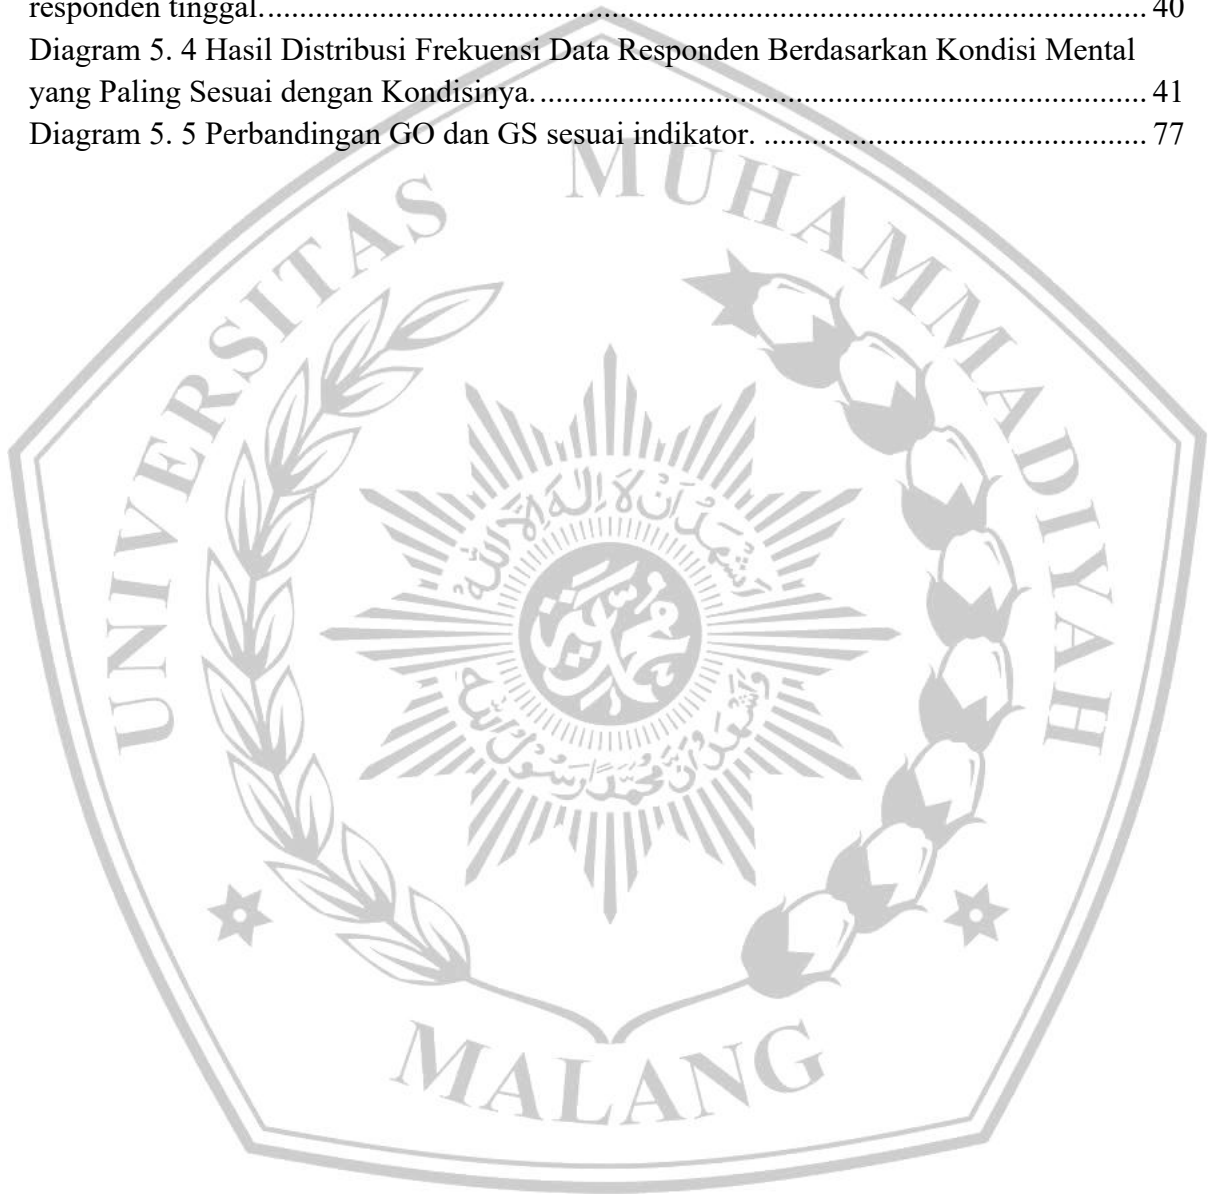 responden tinggal. .......................................................................................................... 40
Diagram 5. 4 Hasil Distribusi Frekuensi Data Responden Berdasarkan Kondisi Mental
yang Paling Sesuai dengan Kondisinya. ............................................................................ 41
Diagram 5. 5 Perbandingan GO dan GS sesuai indikator. ................................................ 77
UNIVERSITAS MUHAMMADIYAH
MALANG